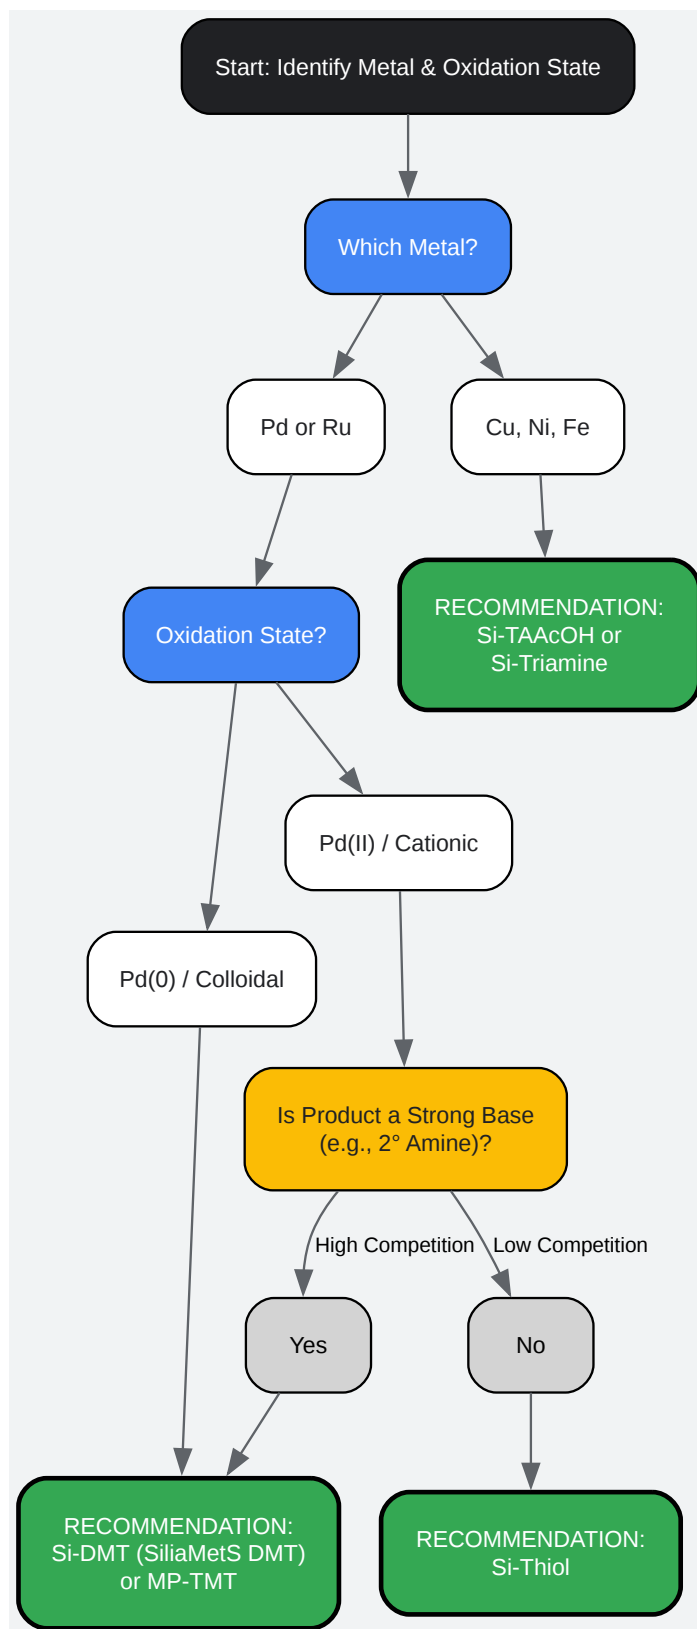 Start: Identify Metal & Oxidation State
Which Metal?
Pd or Ru
Cu, Ni, Fe
RECOMMENDATION:
Si-TAAcOH or
Si-Triamine
Oxidation State?
Pd(II) / Cationic
Pd(0) / Colloidal
Is Product a Strong Base
(e.g., 2° Amine)?
High Competition
Low Competition
Yes
No
RECOMMENDATION:
Si-DMT (SiliaMetS DMT)
or MP-TMT
RECOMMENDATION:
Si-Thiol